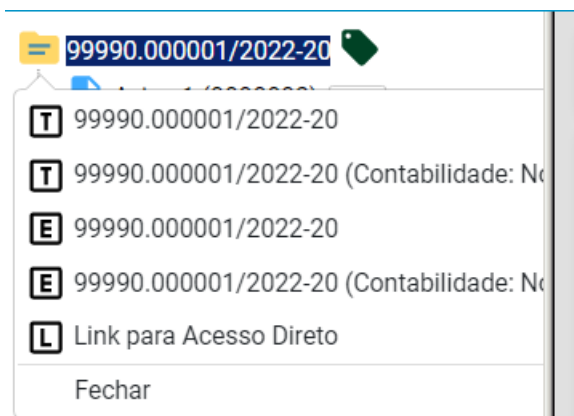 99990.000001/2022-20
T 99990.000001/2022-20
T 99990.000001/2022-20 (Contabilidade:
E 99990.000001/2022-20
E 99990.000001/2022-20 (Contabilidade:
L Link para Acesso Direto
Fechar